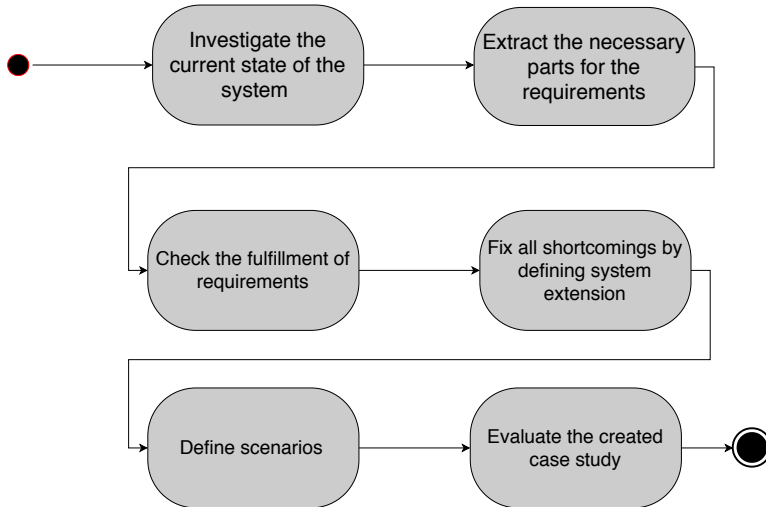 Investigate the
current state of the
system
Extract the necessary
parts for the
requirements
Check the fulfillment of
requirements
Fix all shortcomings by
defining system
extension
Define scenarios
Evaluate the created
case study